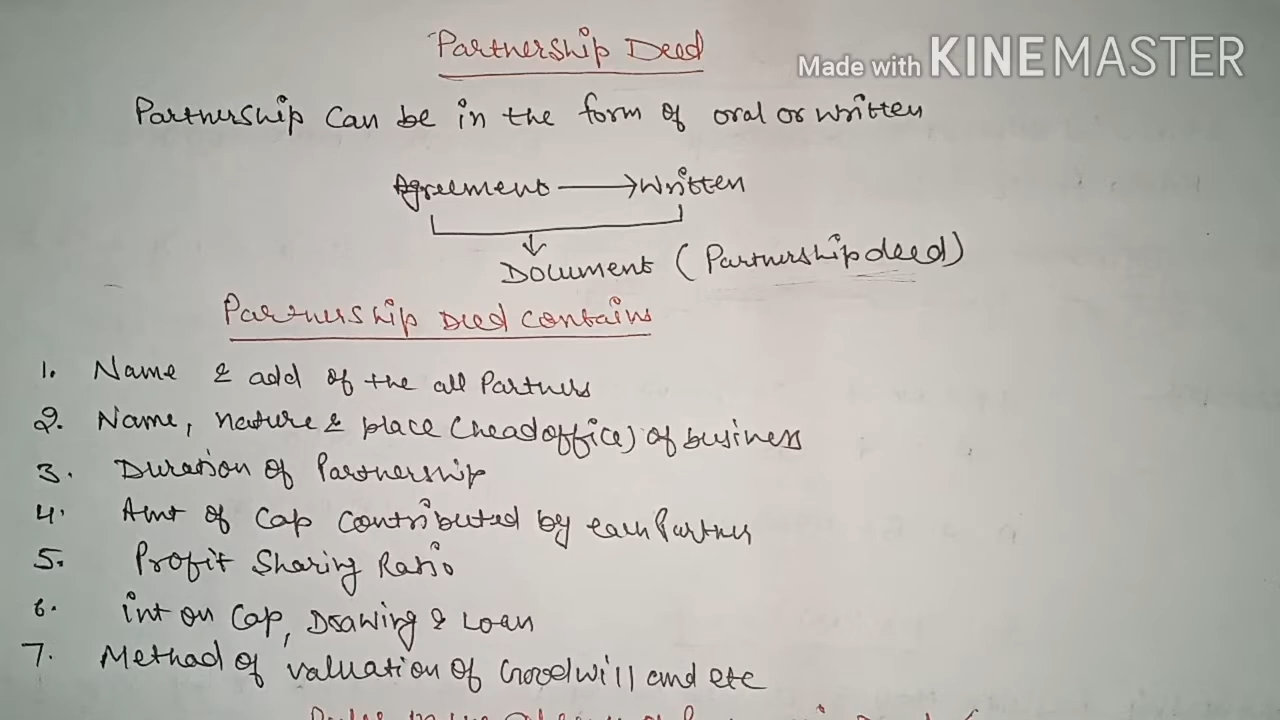 Partnership Deed
Made with KINEMASTER
Partnership Can be in the form of oral or written
Agreement → written
Document (Partnership deed)
Partnership Deed contains
1. Name & add of the all Partners
2. Name, nature & place (head office) of business
3. Duration of Partnership
4. Amt of Cap Contributed by each Partner
5. Profit Sharing Ratio
6. int on Cap, Drawing & Loan
7. Method of valuation of Goodwill and etc